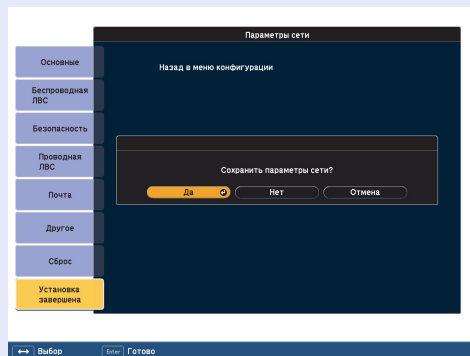 Параметры сети
Основные
Назад в меню конфигурации
Беспроводная
ЛВС
Безопасность
Проводная
ЛВС
Сохранить параметры сети?
Да
Нет
Отмена
Почта
Другое
Сброс
Установка
завершена
Выбор
Enter
Готово